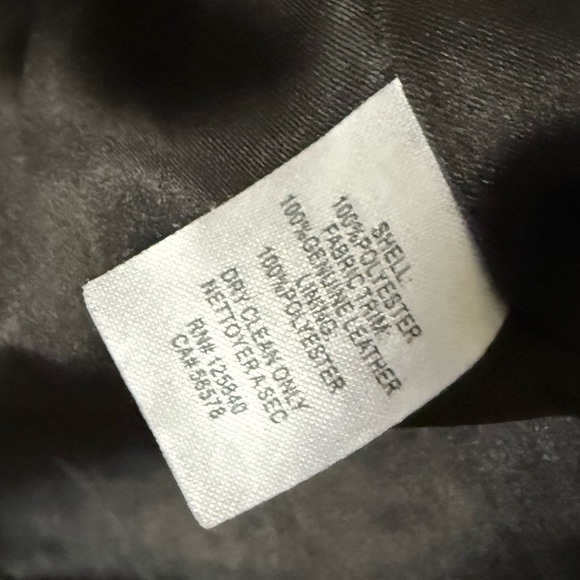 SHELL:
100%POLYESTER
FABRIC TRIM:
100%GENUINE LEATHER
LINING:
100%POLYESTER
DRY CLEAN ONLY
NETTOYER A SEC
RN# 125840
CA# 56578